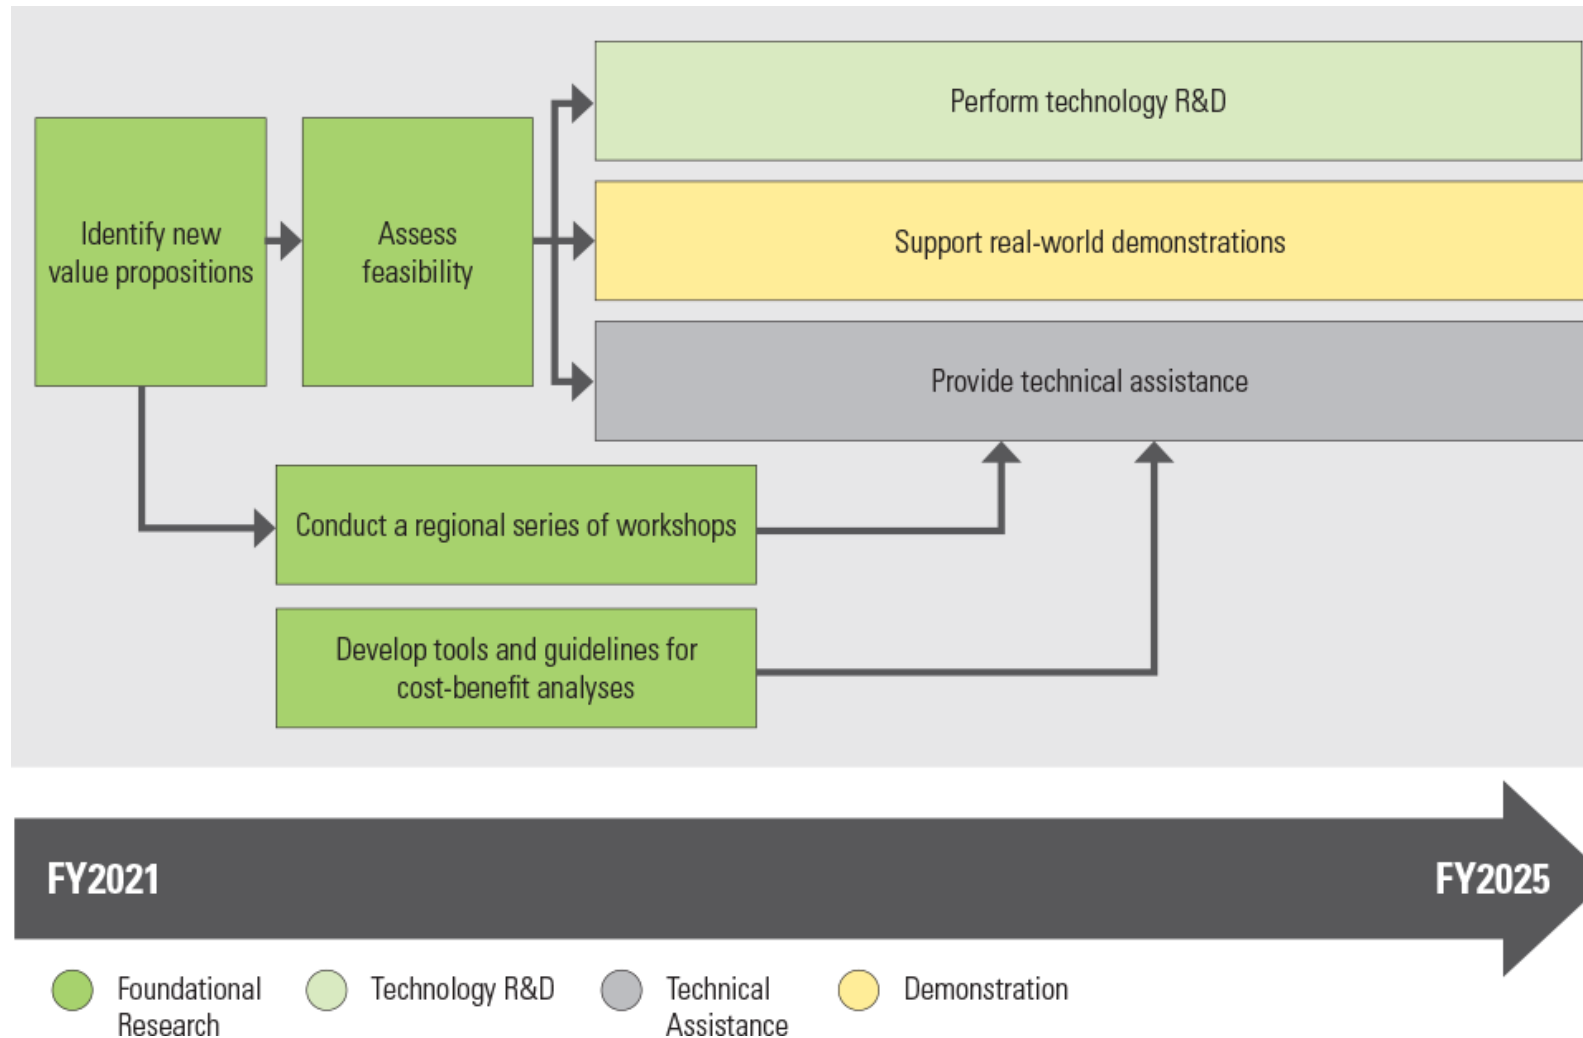 Perform technology R&D
Identify new
value propositions
Assess
feasibility
Support real-world demonstrations
Provide technical assistance
Conduct a regional series of workshops
Develop tools and guidelines for
cost-benefit analyses
FY2021
FY2025
Foundational
Research
Technology R&D
Technical
Assistance
Demonstration